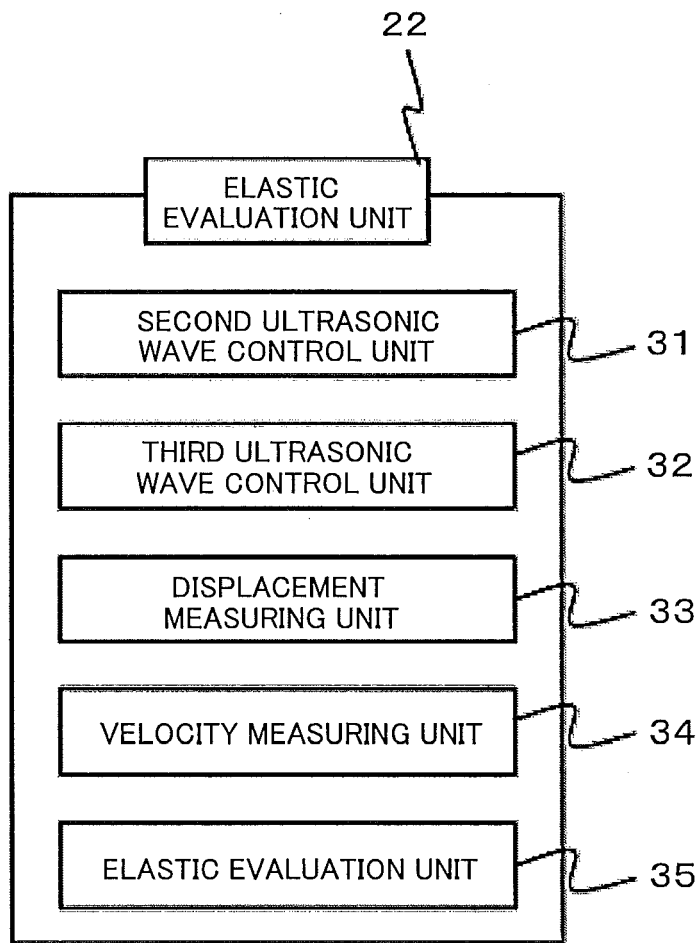 22
ELASTIC
EVALUATION UNIT
SECOND ULTRASONIC
WAVE CONTROL UNIT
31
THIRD ULTRASONIC
WAVE CONTROL UNIT
32
DISPLACEMENT
MEASURING UNIT
33
VELOCITY MEASURING UNIT
34
ELASTIC EVALUATION UNIT
35